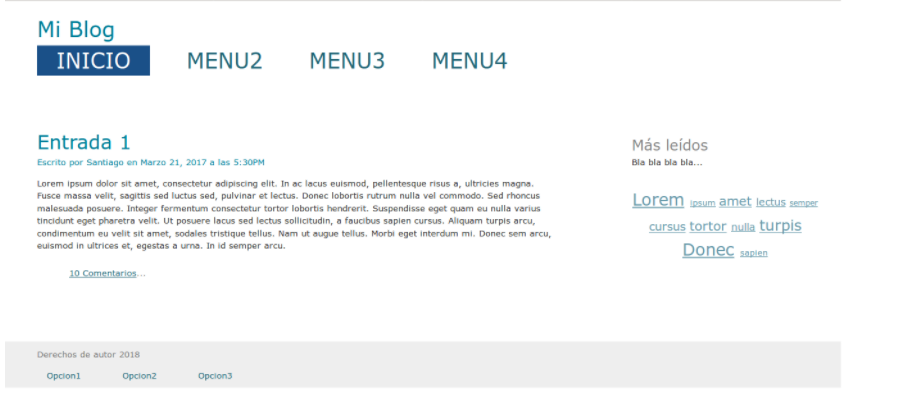 Mi Blog
INICIO MENU2 MENU3 MENU4
Entrada 1
Escrito por Santiago en Marzo 21, 2017 a las 5:30PM
Lorem ipsum dolor sit amet, consectetur adipiscing elit. In ac lacus euismod, pellentesque risus a, ultricies magna.
Fusce massa velit, sagittis sed luctus sed, pulvinar et lectus. Donec lobortis rutrum nulla vel commodo. Sed rhoncus
malesuada posuere. Integer fermentum consectetur tortor lobortis hendrerit. Suspendisse eget quam eu nulla varius
tincidunt eget pharetra velit. Ut posuere lacus sed lectus sollicitudin, a faucibus sapien cursus. Aliquam turpis arcu,
condimentum eu velit sit amet, sodales tristique tellus. Nam ut augue tellus. Morbi eget interdum mi. Donec sem arcu,
euismod in ultrices et, egestas a urna. In id semper arcu.
10 Comentarios...
Más leídos
Bla bla bla bla...
Lorem ipsum amet lectus semper
cursus tortor nulla turpis
Donec sapien
Derechos de autor 2018
Opcion1 Opcion2 Opcion3